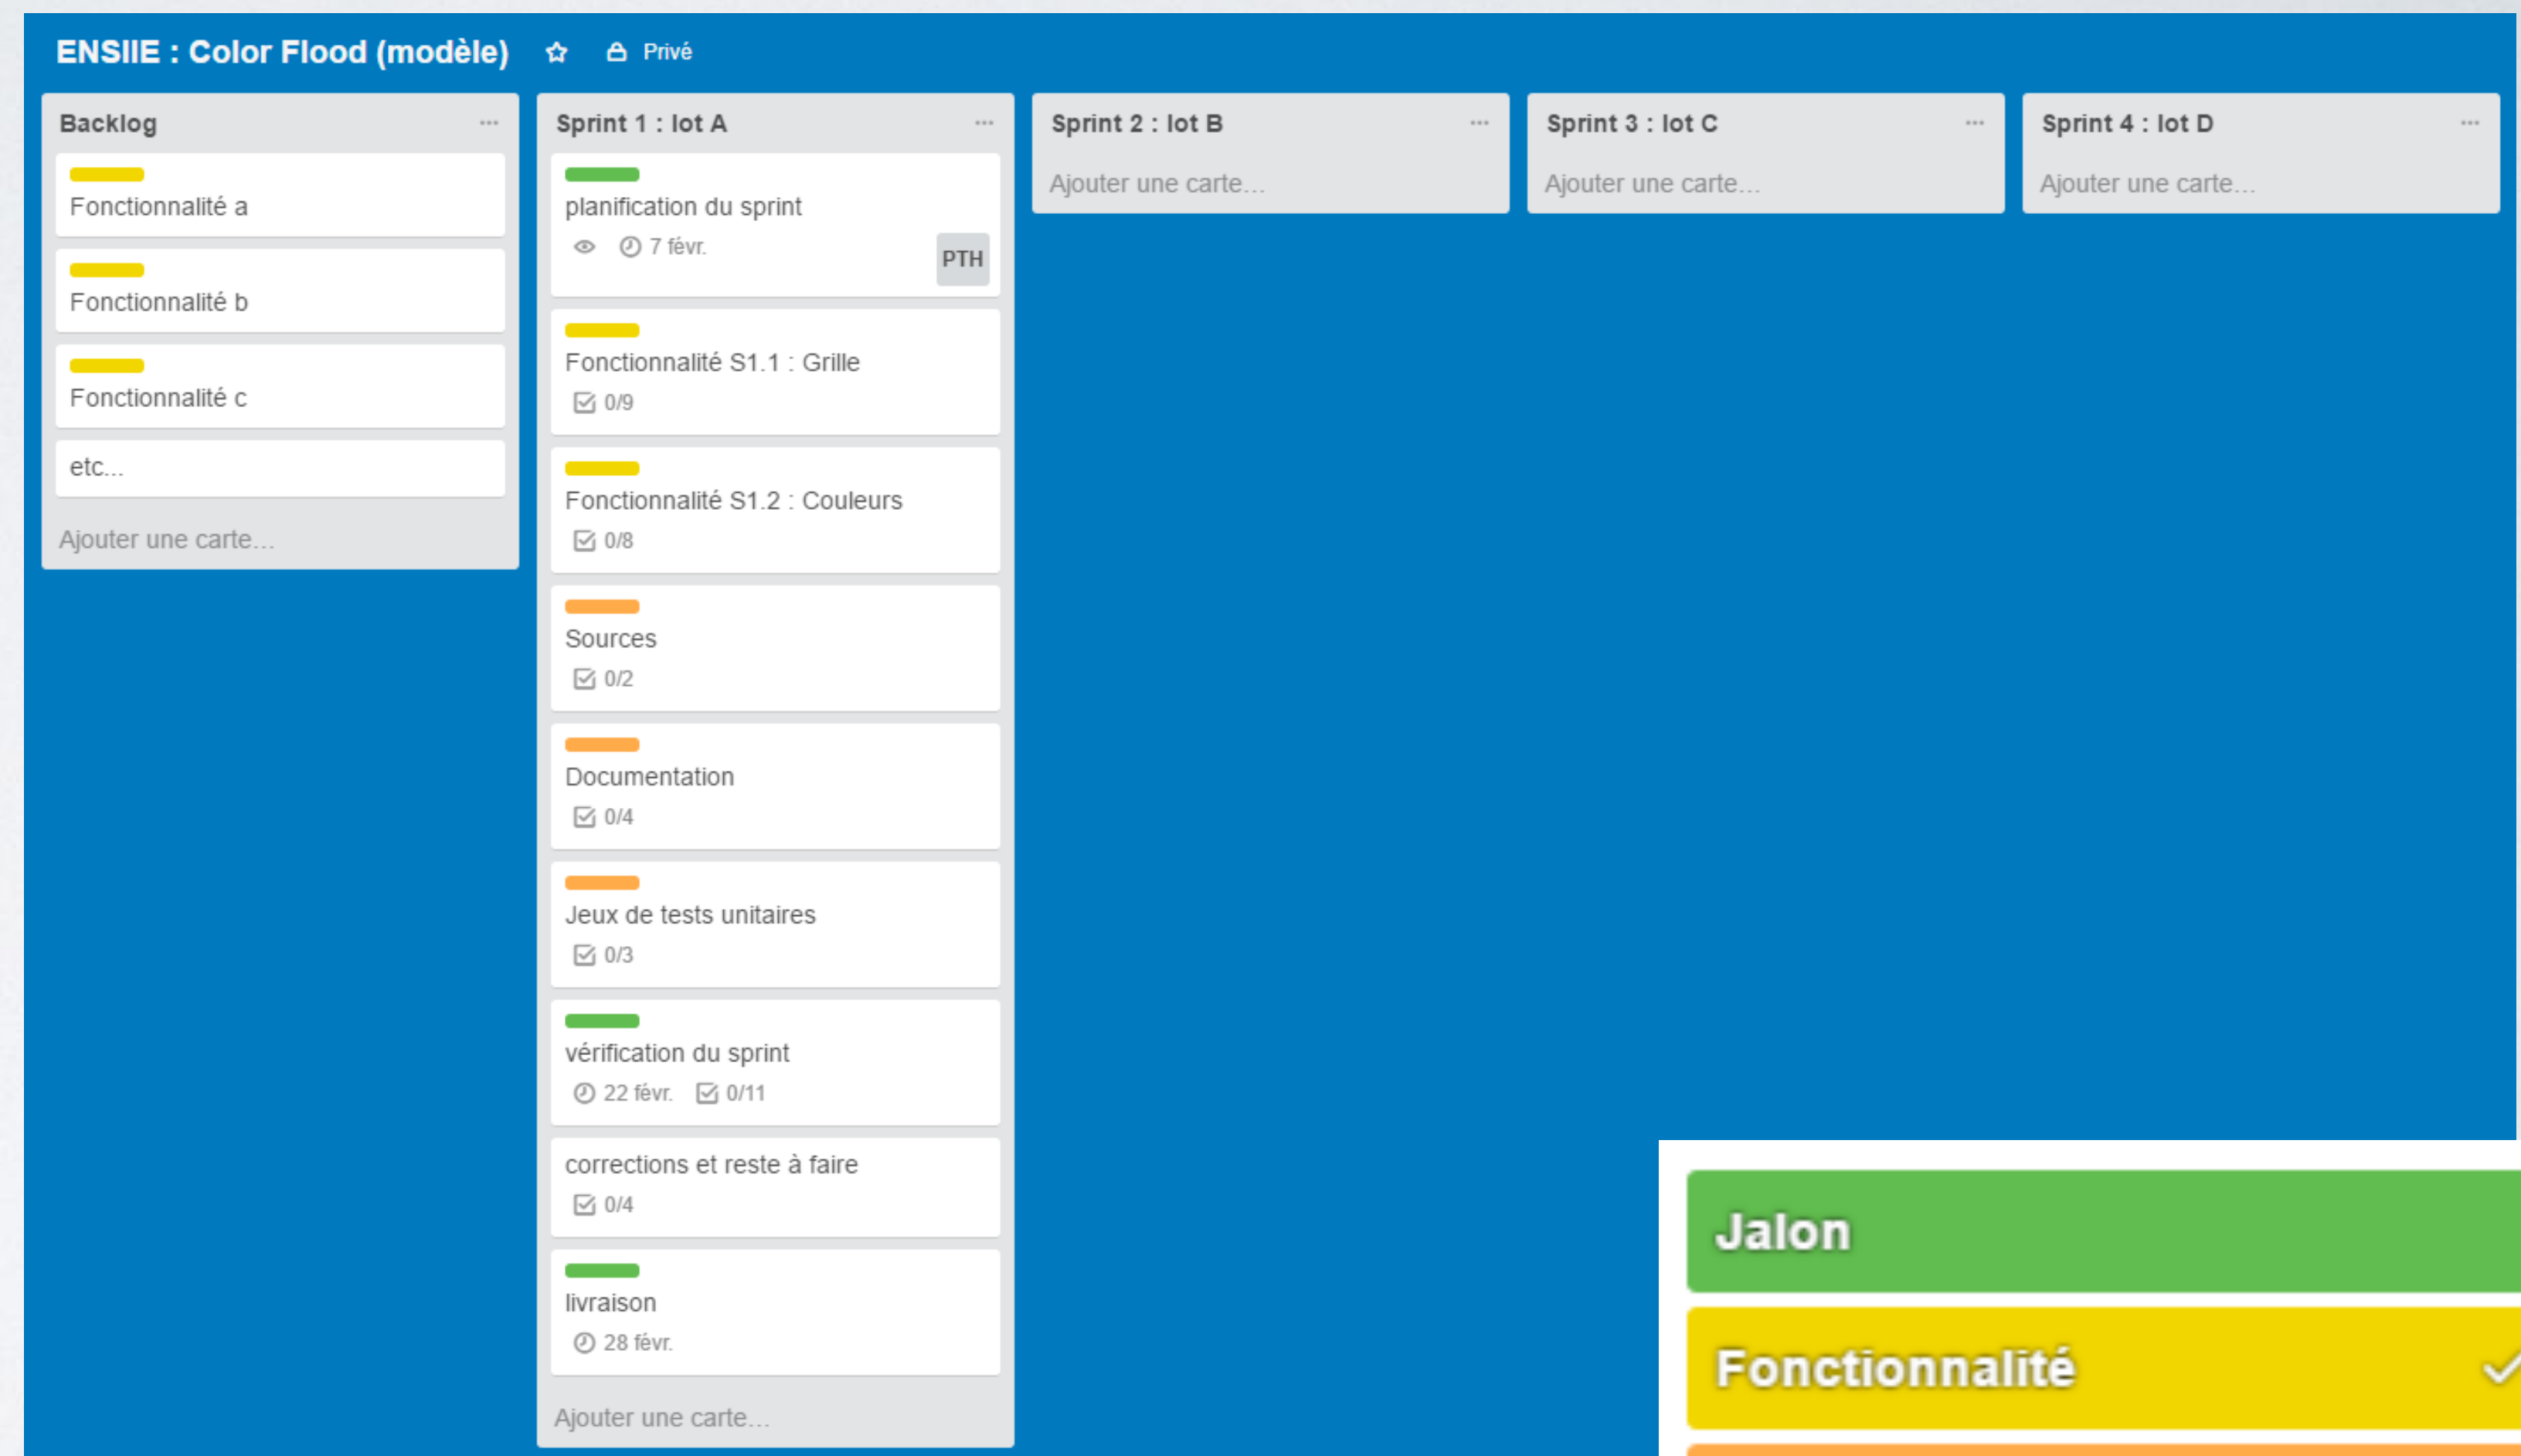 ENSIIE : Color Flood (modèle) Privé
Backlog
Fonctionnalité a
Fonctionnalité b
Fonctionnalité c
etc...
Ajouter une carte...
Sprint 1 : lot A
planification du sprint
7 févr.
PTH
Fonctionnalité S1.1 : Grille
0/9
Fonctionnalité S1.2 : Couleurs
0/8
Sources
0/2
Documentation
0/4
Jeux de tests unitaires
0/3
vérification du sprint
22 févr. 0/11
corrections et reste à faire
0/4
livraison
28 févr.
Ajouter une carte...
Sprint 2 : lot B
Ajouter une carte...
Sprint 3 : lot C
Ajouter une carte...
Sprint 4 : lot D
Ajouter une carte...
Jalon
Fonctionnalité